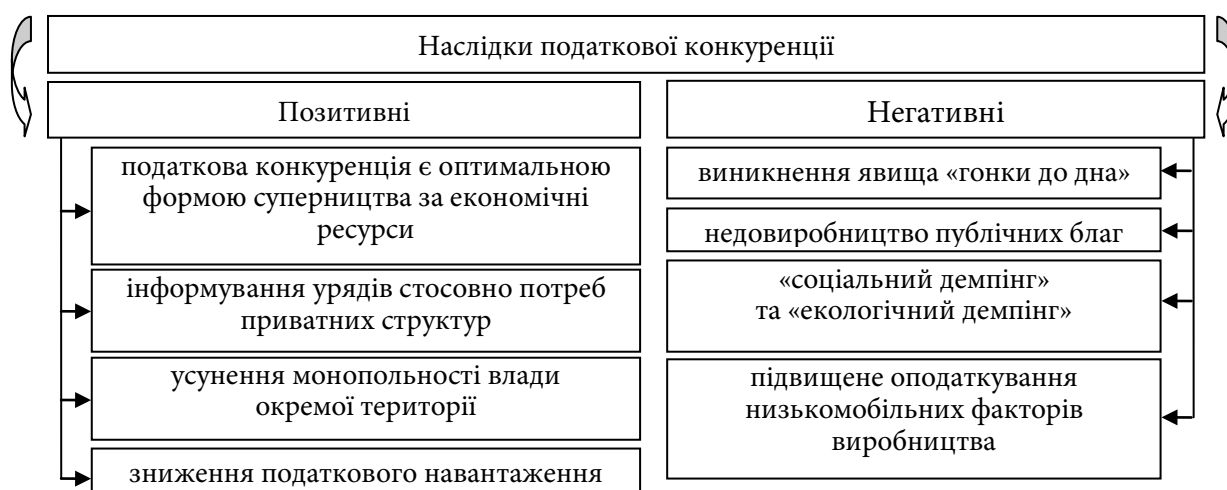 Наслідки податкової конкуренції
Позитивні
податкова конкуренція є оптимальною
формою суперництва за економічні
ресурси
інформування урядів стосовно потреб
приватних структур
усунення монопольності влади
окремої території
зниження податкового навантаження
Негативні
виникнення явища «гонки до дна»
недовиробництво публічних благ
«соціальний демпінг»
та «екологічний демпінг»
підвищене оподаткування
низькомобільних факторів
виробництва